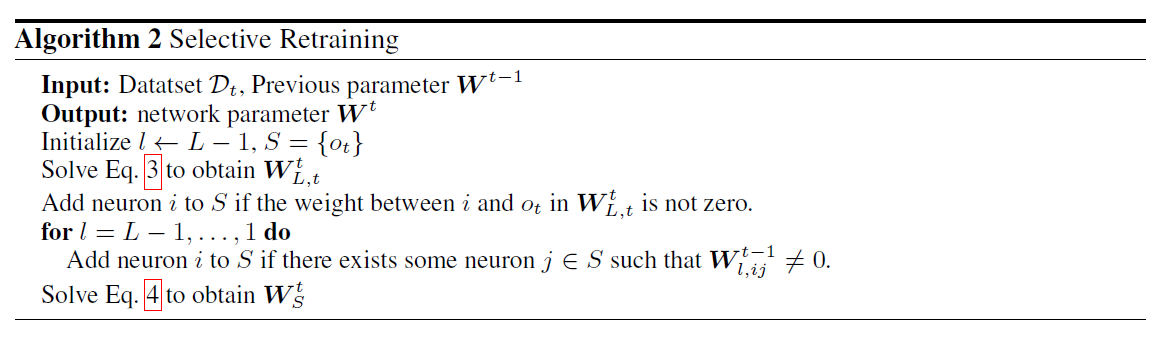 Algorithm 2 Selective Retraining
Input: Datatset 𝒟_t, Previous parameter W^{t−1}
Output: network parameter W^t
Initialize l ← L − 1, S = {o_t}
Solve Eq. 3 to obtain W^t_{L,t}
Add neuron i to S if the weight between i and o_t in W^t_{L,t} is not zero.
for l = L − 1, . . . , 1 do
Add neuron i to S if there exists some neuron j ∈ S such that W^{t−1}_{l,ij} ≠ 0.
Solve Eq. 4 to obtain W^t_S